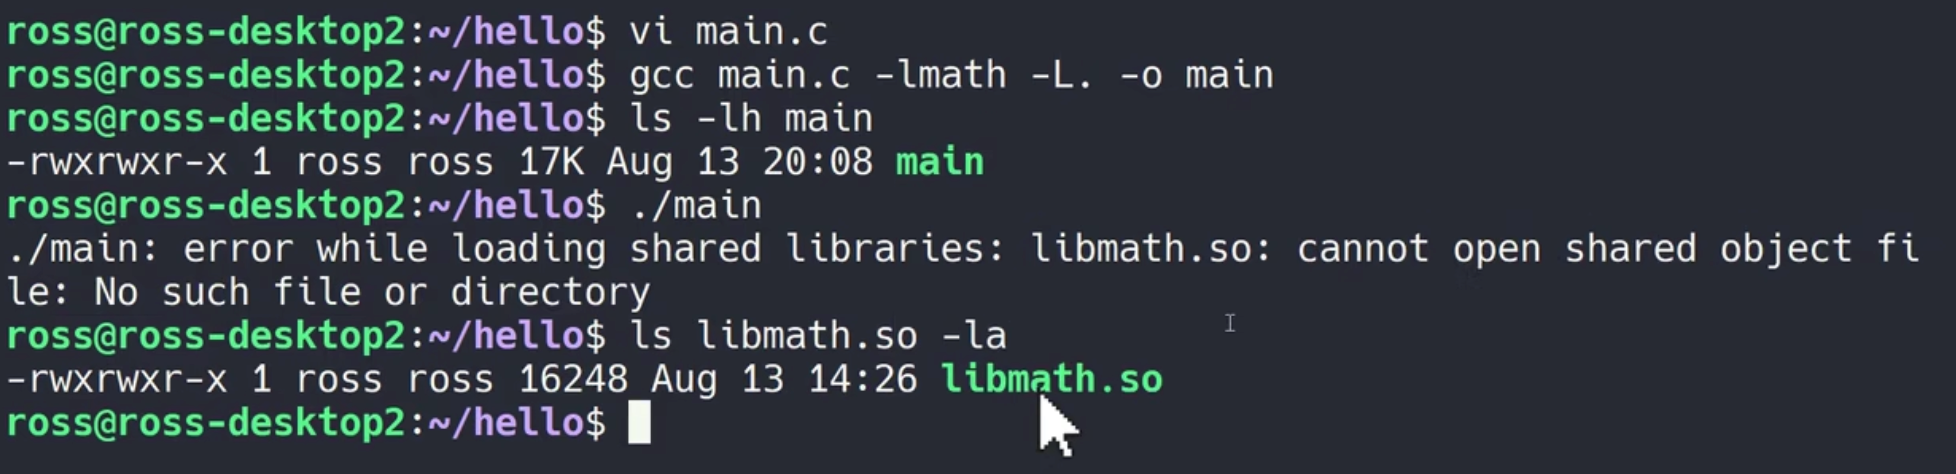 ross@ross-desktop2:~/hello$ vi main.c
ross@ross-desktop2:~/hello$ gcc main.c -lmath -L. -o main
ross@ross-desktop2:~/hello$ ls -lh main
-rwxrwxr-x 1 ross ross 17K Aug 13 20:08 main
ross@ross-desktop2:~/hello$ ./main
./main: error while loading shared libraries: libmath.so: cannot open shared object fi
le: No such file or directory
ross@ross-desktop2:~/hello$ ls libmath.so -la
-rwxrwxr-x 1 ross ross 16248 Aug 13 14:26 libmath.so
ross@ross-desktop2:~/hello$